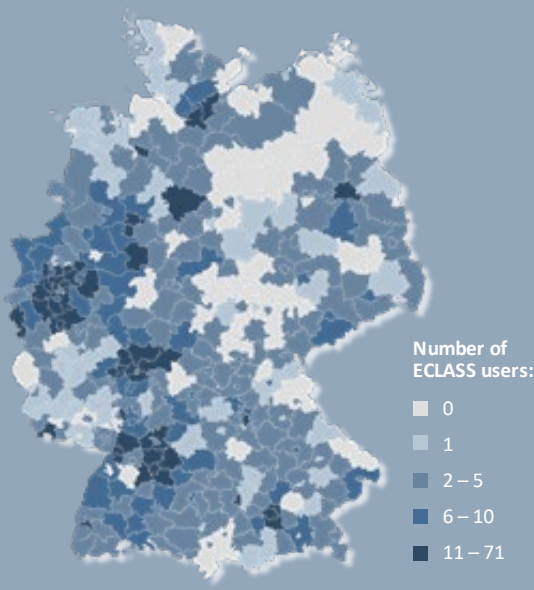 Number of
ECLASS users:
0
1
2 – 5
6 – 10
11 – 71